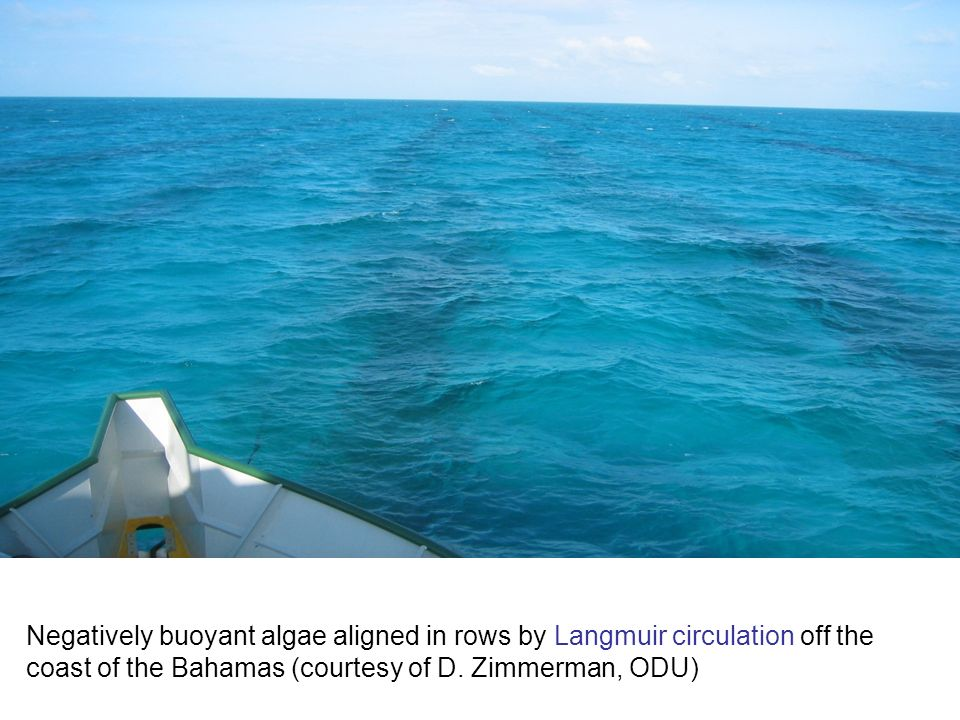 Negatively buoyant algae aligned in rows by Langmuir circulation off the
coast of the Bahamas (courtesy of D. Zimmerman, ODU)